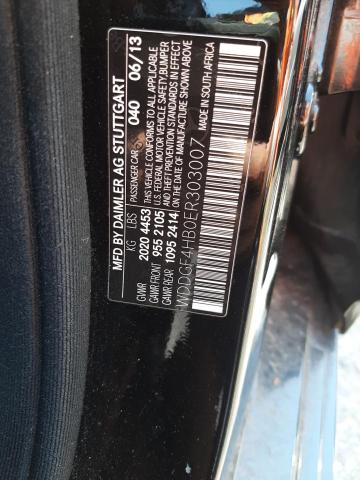 MFD BY DAIMLER AG STUTTGART
040 06/13
KG LBS PASSENGER CAR
GVWR 2020 4453 THIS VEHICLE CONFORMS TO ALL APPLICABLE
GAWR FRONT 955 2105 U.S. FEDERAL MOTOR VEHICLE SAFETY, BUMPER
GAWR REAR 1095 2414 AND THEFT PREVENTION STANDARDS IN EFFECT
ON THE DATE OF MANUFACTURE SHOWN ABOVE
WDDGF4HB0ER303007 MADE IN SOUTH AFRICA